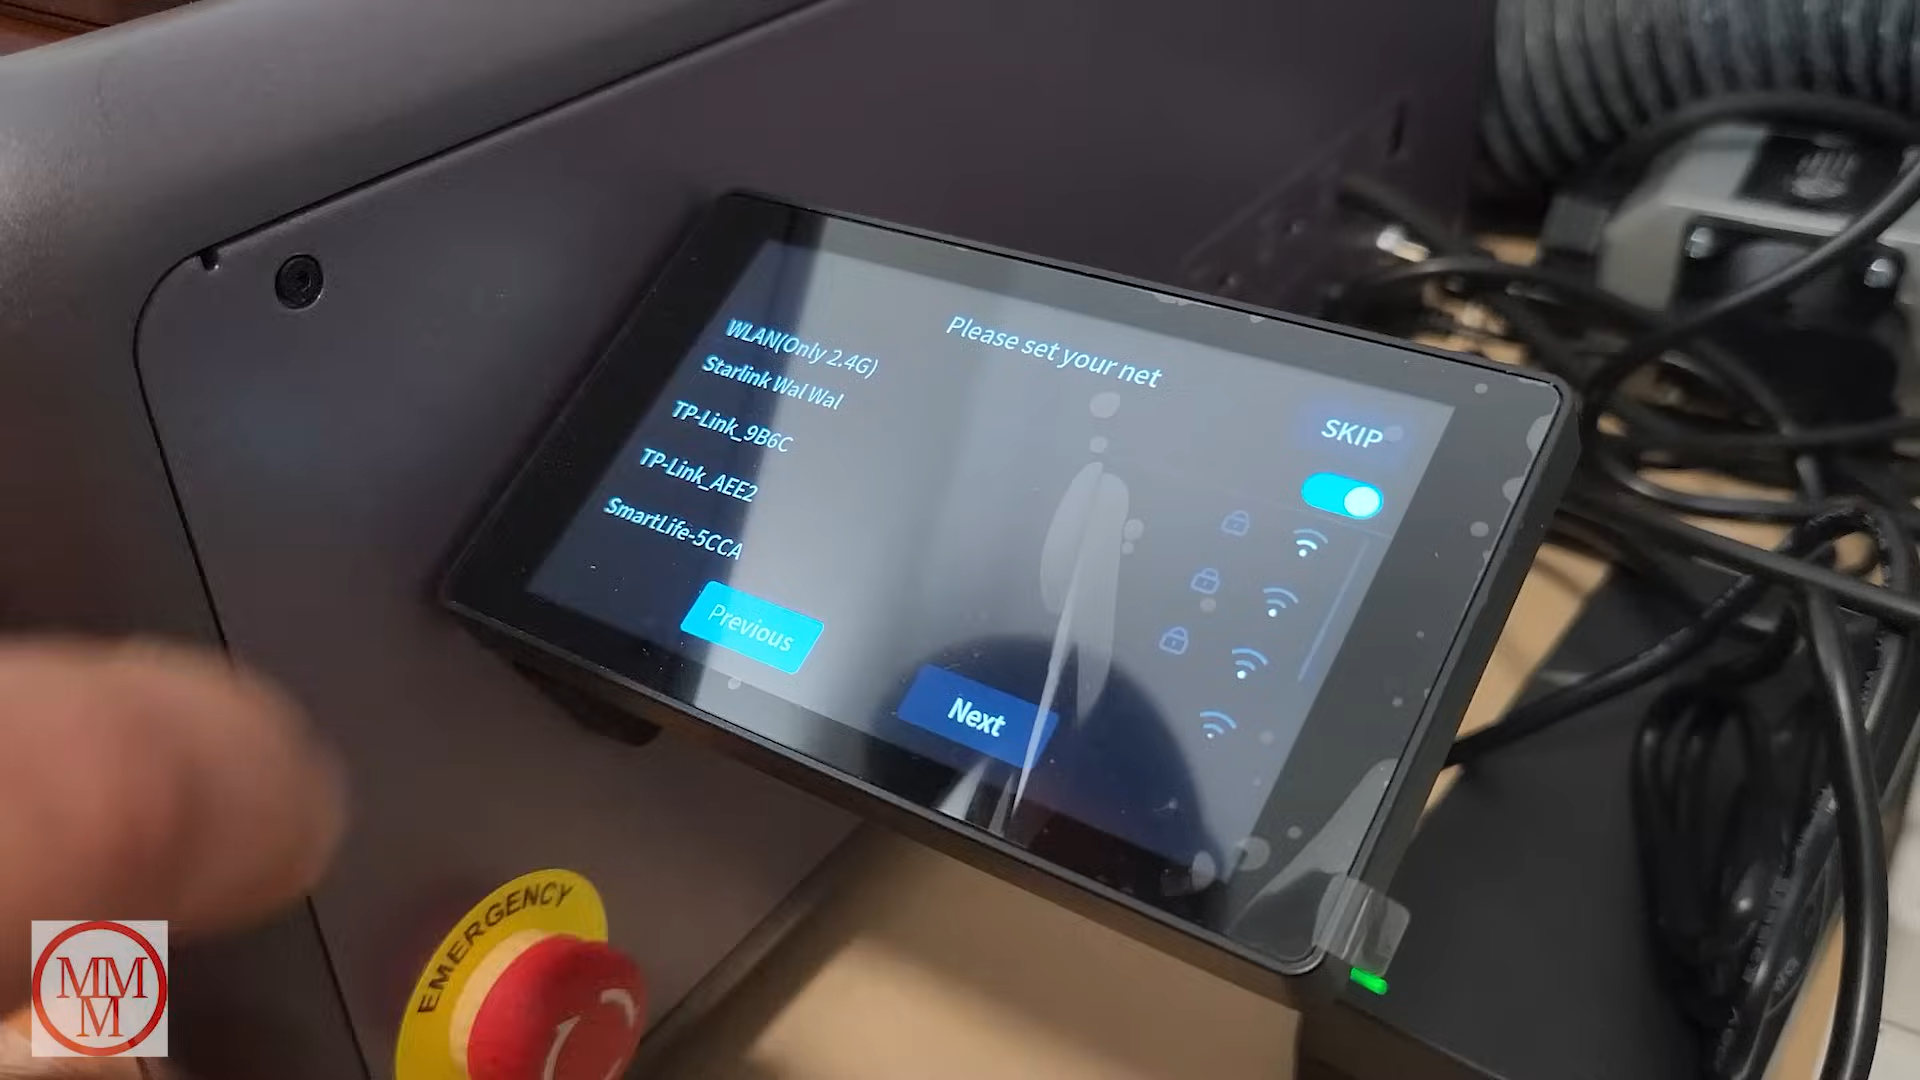 Please set your net
WLAN(Only 2.4G)
SKIP
Starlink Wal Wal
TP-Link_9B6C
TP-Link_AEE2
SmartLife-5CCA
Previous
Next
EMERGENCY
MM
M